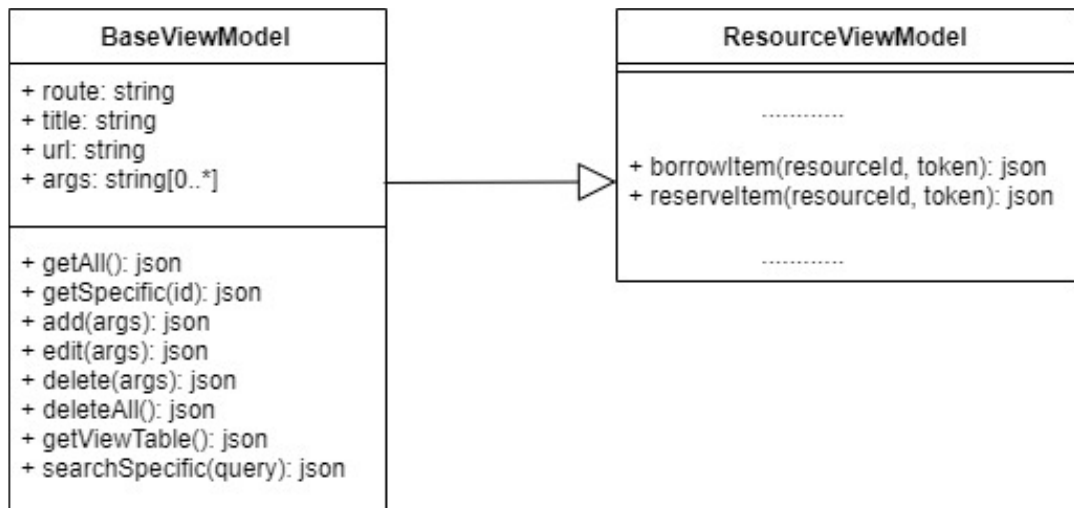 BaseViewModel
+ route: string
+ title: string
+ url: string
+ args: string[0..*]
+ getAll(): json
+ getSpecific(id): json
+ add(args): json
+ edit(args): json
+ delete(args): json
+ deleteAll(): json
+ getViewTable(): json
+ searchSpecific(query): json
ResourceViewModel
............
+ borrowItem(resourceId, token): json
+ reserveItem(resourceId, token): json
............